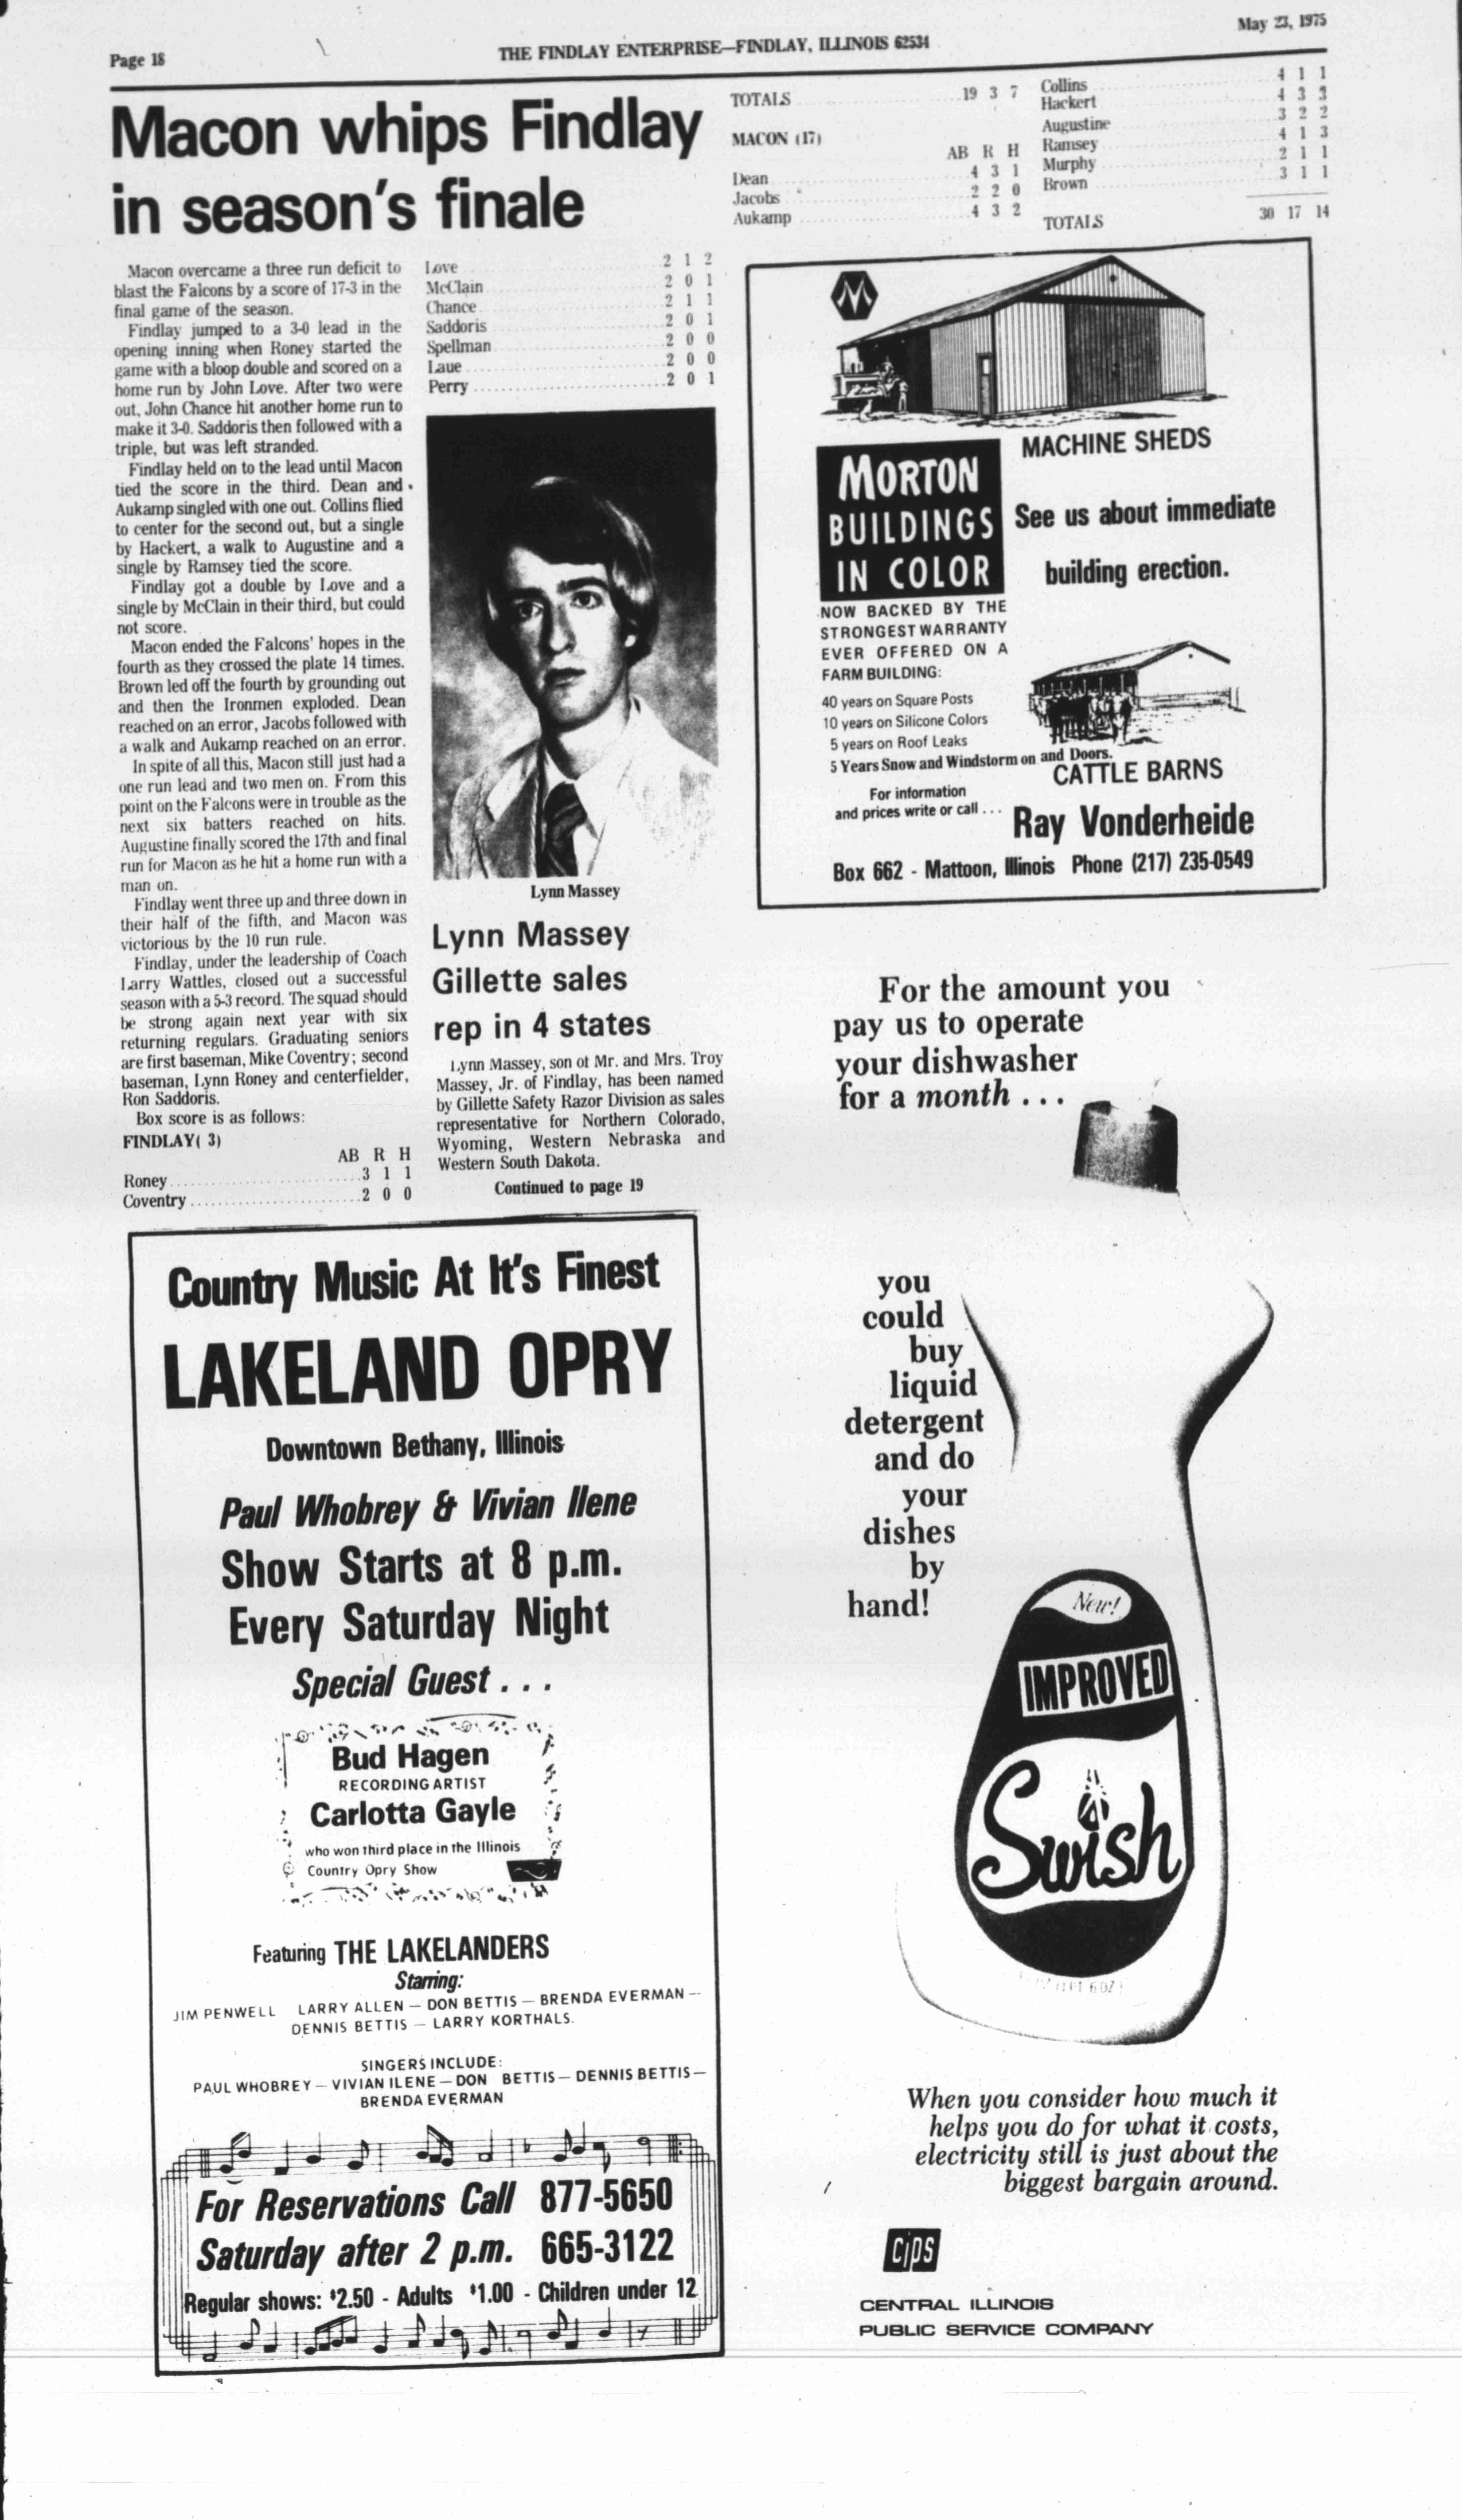 Page 18
THE FINDLAY ENTERPRISE—FINDLAY, ILLINOIS 62534
May 23, 1975
Macon whips Findlay
in season's finale
Macon overcame a three run deficit to
blast the Falcons by a score of 17-3 in the
final game of the season.
Findlay jumped to a 3-0 lead in the
opening inning when Roney started the
game with a bloop double and scored on a
home run by John Love. After two were
out, John Chance hit another home run to
make it 3-0. Saddoris then followed with a
triple, but was left stranded.
Findlay held on to the lead until Macon
tied the score in the third. Dean and
Aukamp singled with one out. Collins flied
to center for the second out, but a single
by Hackert, a walk to Augustine and a
single by Ramsey tied the score.
Findlay got a double by Love and a
single by McClain in their third, but could
not score.
Macon ended the Falcons' hopes in the
fourth as they crossed the plate 14 times.
Brown led off the fourth by grounding out
and then the Ironmen exploded. Dean
reached on an error, Jacobs followed with
a walk and Aukamp reached on an error.
In spite of all this, Macon still just had a
one run lead and two men on. From this
point on the Falcons were in trouble as the
next six batters reached on hits.
Augustine finally scored the 17th and final
run for Macon as he hit a home run with a
man on.
Findlay went three up and three down in
their half of the fifth, and Macon was
victorious by the 10 run rule.
Findlay, under the leadership of Coach
Larry Wattles, closed out a successful
season with a 5-3 record. The squad should
be strong again next year with six
returning regulars. Graduating seniors
are first baseman, Mike Coventry; second
baseman, Lynn Roney and centerfielder,
Ron Saddoris.
Box score is as follows:
FINDLAY( 3)
AB R H
Roney 3 1 1
Coventry 2 0 0
Love 2 1 2
McClain 2 0 1
Chance 2 1 1
Saddoris 2 0 1
Spellman 2 0 0
Laue 2 0 0
Perry 2 0 1
TOTALS 19 3 7
MACON (17)
AB R H
Dean 4 3 1
Jacobs 2 2 0
Aukamp 4 3 2
Collins 4 1 1
Hackert 4 3 3
Augustine 3 2 2
Ramsey 4 1 3
Murphy 2 1 1
Brown 3 1 1
TOTALS 30 17 14
Lynn Massey
Lynn Massey
Gillette sales
rep in 4 states
Lynn Massey, son of Mr. and Mrs. Troy
Massey, Jr. of Findlay, has been named
by Gillette Safety Razor Division as sales
representative for Northern Colorado,
Wyoming, Western Nebraska and
Western South Dakota.
Continued to page 19
M
MACHINE SHEDS
MORTON
BUILDINGS
IN COLOR
See us about immediate
building erection.
NOW BACKED BY THE
STRONGEST WARRANTY
EVER OFFERED ON A
FARM BUILDING:
40 years on Square Posts
10 years on Silicone Colors
5 years on Roof Leaks
5 Years Snow and Windstorm on and Doors.
CATTLE BARNS
For information
and prices write or call . . .
Ray Vonderheide
Box 662 - Mattoon, Illinois Phone (217) 235-0549
Country Music At It's Finest
LAKELAND OPRY
Downtown Bethany, Illinois
Paul Whobrey & Vivian Ilene
Show Starts at 8 p.m.
Every Saturday Night
Special Guest . . .
Bud Hagen
RECORDING ARTIST
Carlotta Gayle
who won third place in the Illinois
Country Opry Show
Featuring THE LAKELANDERS
Starring:
JIM PENWELL LARRY ALLEN — DON BETTIS — BRENDA EVERMAN —
DENNIS BETTIS — LARRY KORTHALS.
SINGERS INCLUDE:
PAUL WHOBREY — VIVIAN ILENE — DON BETTIS — DENNIS BETTIS —
BRENDA EVERMAN
For Reservations Call 877-5650
Saturday after 2 p.m. 665-3122
Regular shows: $2.50 - Adults $1.00 - Children under 12
For the amount you
pay us to operate
your dishwasher
for a month . . .
you
could
buy
liquid
detergent
and do
your
dishes
by
hand!
New!
IMPROVED
Swish
When you consider how much it
helps you do for what it costs,
electricity still is just about the
biggest bargain around.
CIPS
CENTRAL ILLINOIS
PUBLIC SERVICE COMPANY